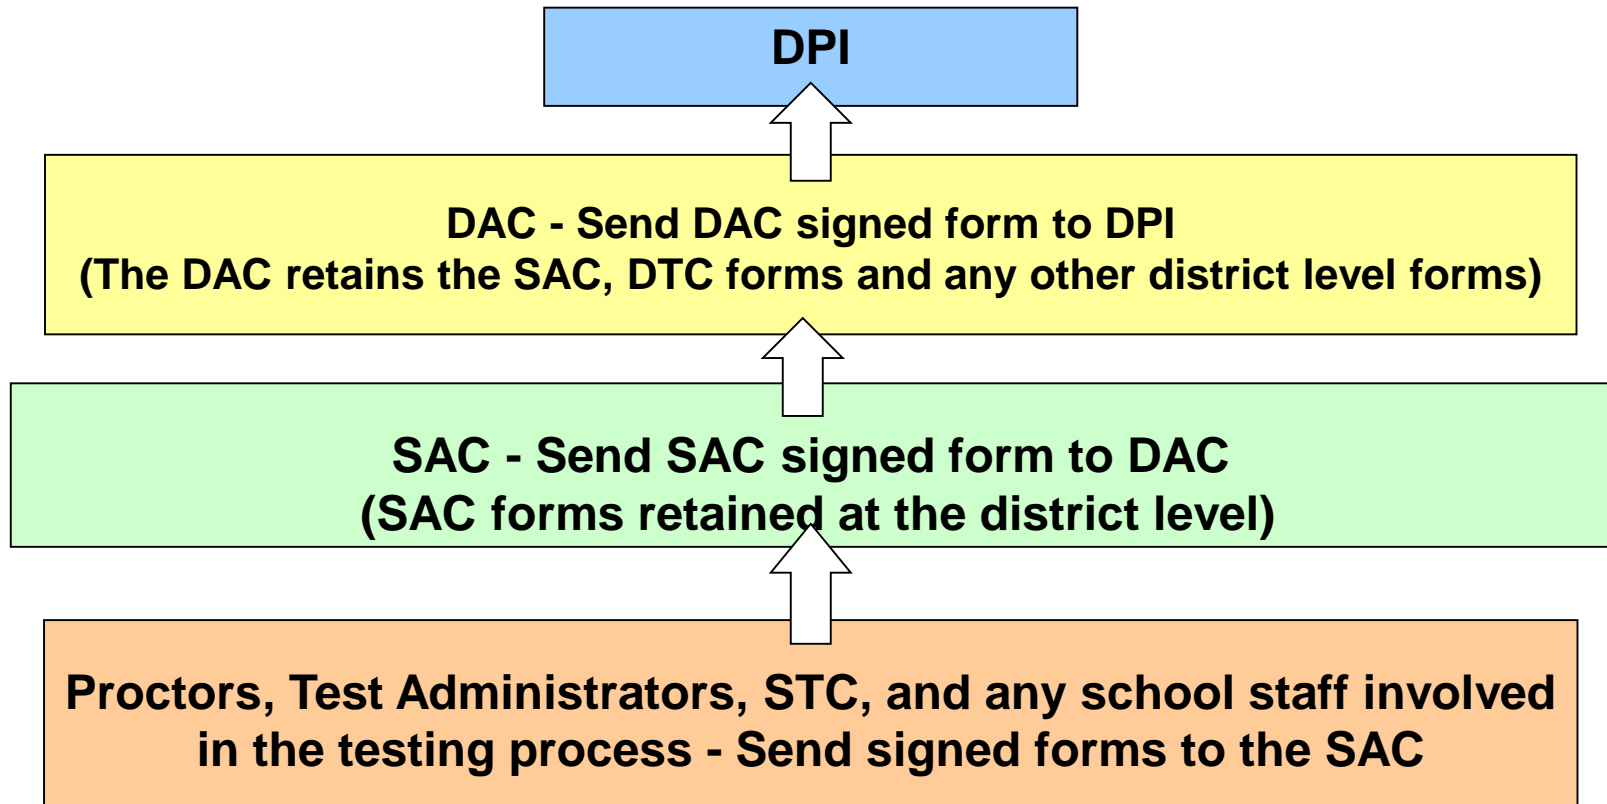 DPI
DAC - Send DAC signed form to DPI
(The DAC retains the SAC, DTC forms and any other district level forms)
SAC - Send SAC signed form to DAC
(SAC forms retained at the district level)
Proctors, Test Administrators, STC, and any school staff involved
in the testing process - Send signed forms to the SAC